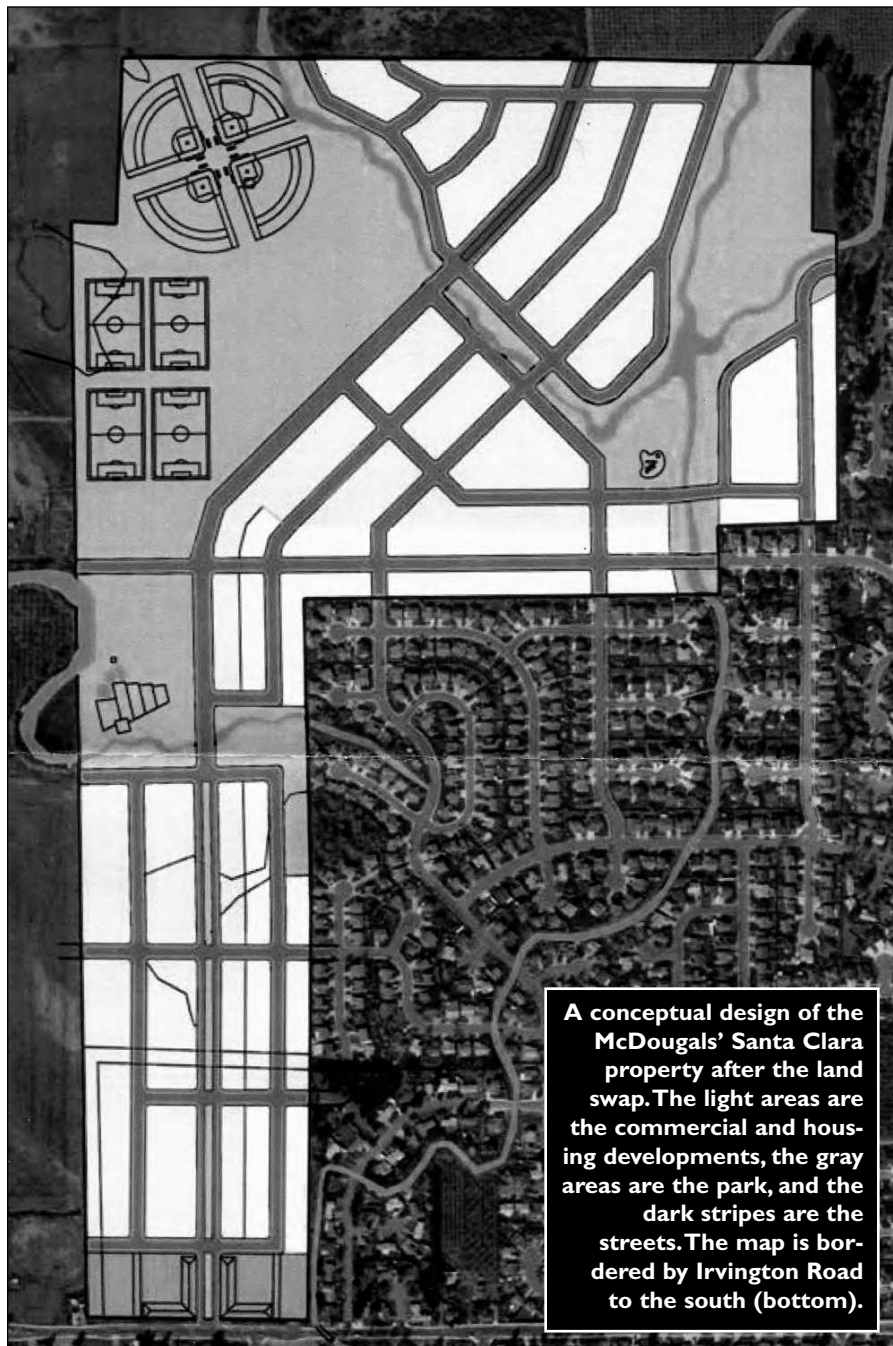 A conceptual design of the
McDougals' Santa Clara
property after the land
swap. The light areas are
the commercial and hous-
ing developments, the gray
areas are the park, and the
dark stripes are the
streets. The map is bor-
dered by Irvington Road
to the south (bottom).